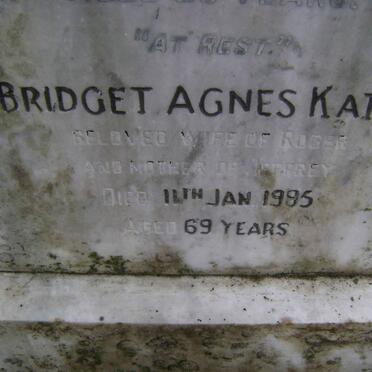 "AT REST."
BRIDGET AGNES KAT
BELOVED WIFE OF ROGER
AND MOTHER OF JEFFREY
DIED 11TH JAN 1995
AGED 69 YEARS